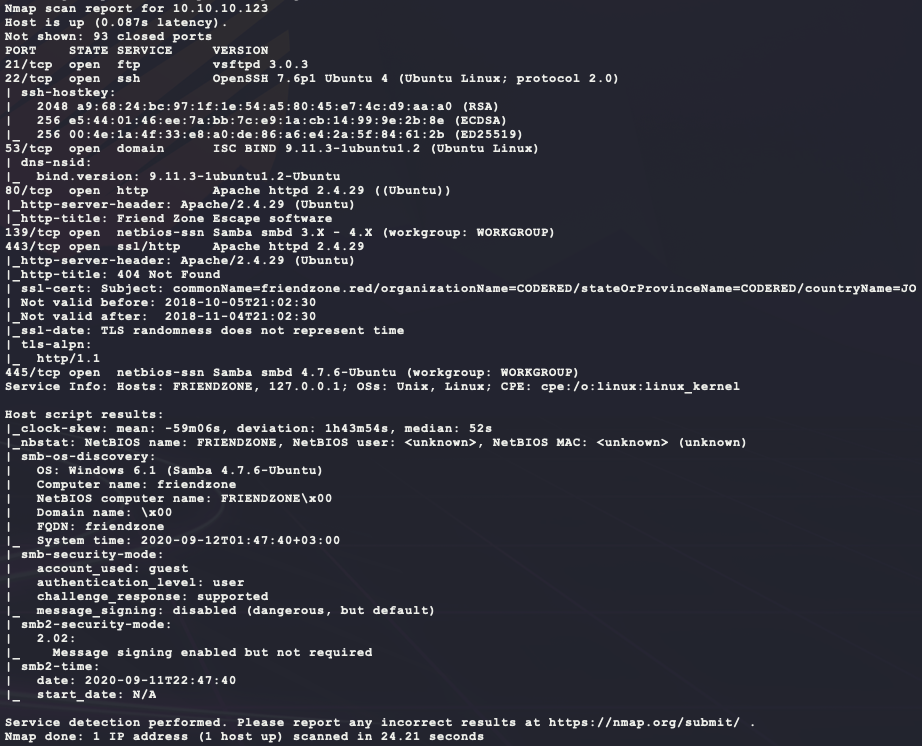 Nmap scan report for 10.10.10.123
Host is up (0.087s latency).
Not shown: 93 closed ports
PORT    STATE SERVICE     VERSION
21/tcp  open  ftp         vsftpd 3.0.3
22/tcp  open  ssh         OpenSSH 7.6p1 Ubuntu 4 (Ubuntu Linux; protocol 2.0)
| ssh-hostkey:
|   2048 a9:68:24:bc:97:1f:1e:54:a5:80:45:e7:4c:d9:aa:a0 (RSA)
|   256 e5:44:01:46:ee:7a:bb:7c:e9:1a:cb:14:99:9e:2b:8e (ECDSA)
|_  256 00:4e:1a:4f:33:e8:a0:de:86:a6:e4:2a:5f:84:61:2b (ED25519)
53/tcp  open  domain      ISC BIND 9.11.3-1ubuntu1.2 (Ubuntu Linux)
| dns-nsid:
|_  bind.version: 9.11.3-1ubuntu1.2-Ubuntu
80/tcp  open  http        Apache httpd 2.4.29 ((Ubuntu))
|_http-server-header: Apache/2.4.29 (Ubuntu)
|_http-title: Friend Zone Escape software
139/tcp open  netbios-ssn Samba smbd 3.X - 4.X (workgroup: WORKGROUP)
443/tcp open  ssl/http    Apache httpd 2.4.29
|_http-server-header: Apache/2.4.29 (Ubuntu)
|_http-title: 404 Not Found
| ssl-cert: Subject: commonName=friendzone.red/organizationName=CODERED/stateOrProvinceName=CODERED/countryName=JO
| Not valid before: 2018-10-05T21:02:30
|_Not valid after:  2018-11-04T21:02:30
|_ssl-date: TLS randomness does not represent time
| tls-alpn:
|_  http/1.1
445/tcp open  netbios-ssn Samba smbd 4.7.6-Ubuntu (workgroup: WORKGROUP)
Service Info: Hosts: FRIENDZONE, 127.0.0.1; OSs: Unix, Linux; CPE: cpe:/o:linux:linux_kernel
Host script results:
|_clock-skew: mean: -59m06s, deviation: 1h43m54s, median: 52s
|_nbstat: NetBIOS name: FRIENDZONE, NetBIOS user: <unknown>, NetBIOS MAC: <unknown> (unknown)
| smb-os-discovery:
|   OS: Windows 6.1 (Samba 4.7.6-Ubuntu)
|   Computer name: friendzone
|   NetBIOS computer name: FRIENDZONE\x00
|   Domain name: \x00
|   FQDN: friendzone
|_  System time: 2020-09-12T01:47:40+03:00
| smb-security-mode:
|   account_used: guest
|   authentication_level: user
|   challenge_response: supported
|_  message_signing: disabled (dangerous, but default)
| smb2-security-mode:
|   2.02:
|_    Message signing enabled but not required
| smb2-time:
|   date: 2020-09-11T22:47:40
|_  start_date: N/A
Service detection performed. Please report any incorrect results at https://nmap.org/submit/ .
Nmap done: 1 IP address (1 host up) scanned in 24.21 seconds